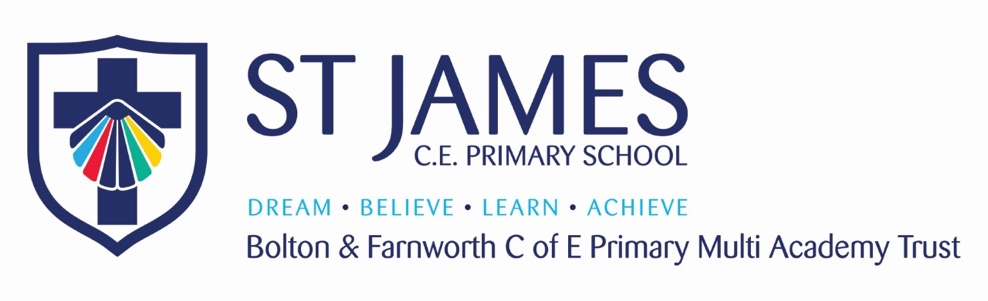 ST JAMES
C.E. PRIMARY SCHOOL
DREAM • BELIEVE • LEARN • ACHIEVE
Bolton & Farnworth C of E Primary Multi Academy Trust